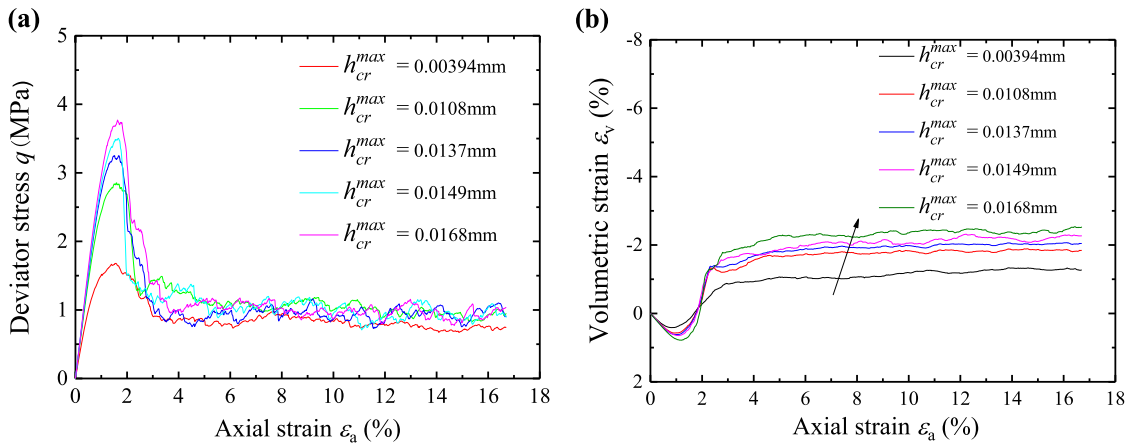 (a)
Deviator stress q (MPa)
5
4
3
2
1
0
0 2 4 6 8 10 12 14 16 18
Axial strain εa (%)
h_cr^max = 0.00394mm
h_cr^max = 0.0108mm
h_cr^max = 0.0137mm
h_cr^max = 0.0149mm
h_cr^max = 0.0168mm
(b)
Volumetric strain εv (%)
-8
-6
-4
-2
0
2
0 2 4 6 8 10 12 14 16 18
Axial strain εa (%)
h_cr^max = 0.00394mm
h_cr^max = 0.0108mm
h_cr^max = 0.0137mm
h_cr^max = 0.0149mm
h_cr^max = 0.0168mm